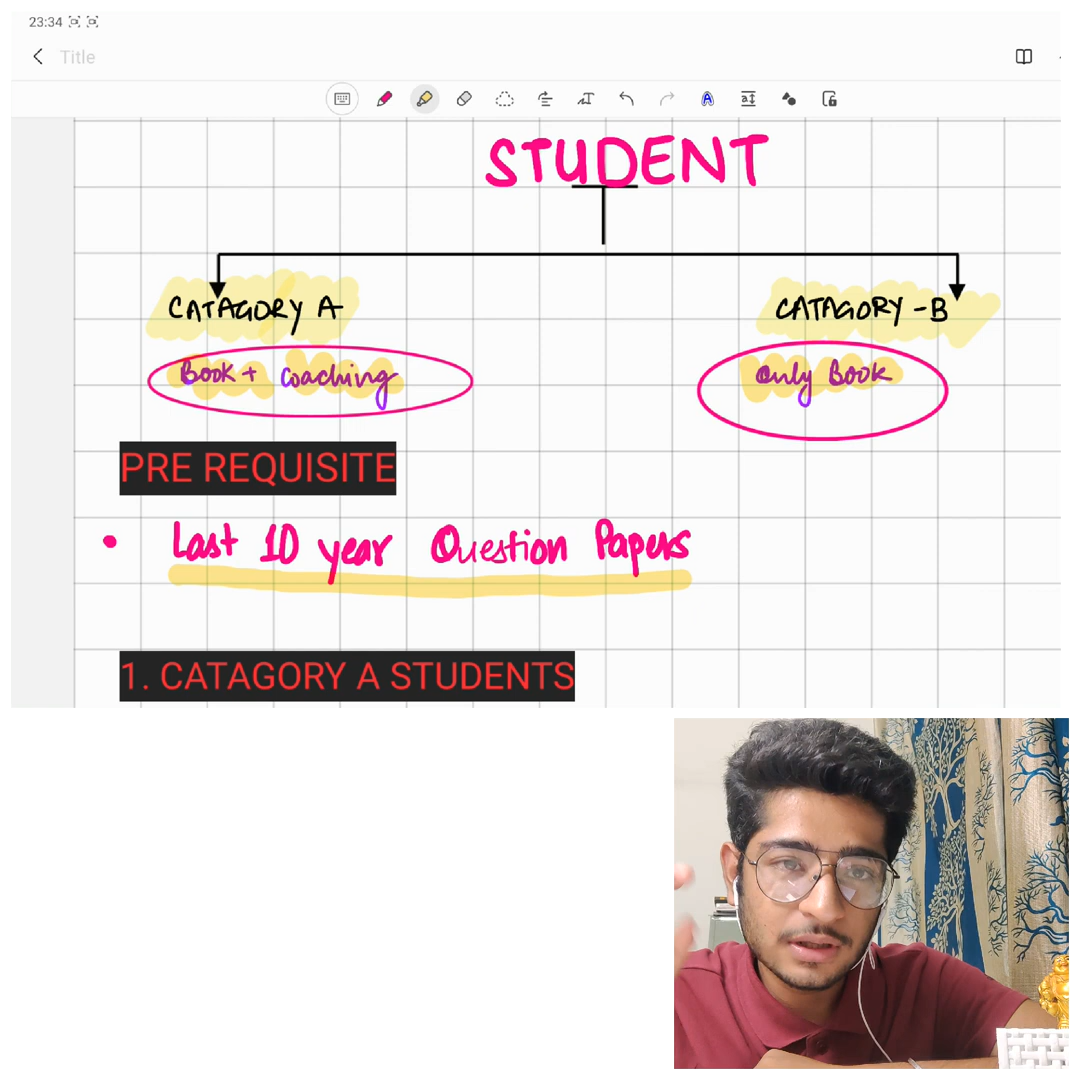 23:34
Title
STUDENT
CATAGORY A
CATAGORY -B
Book + Coaching
Only Book
PRE REQUISITE
• Last 10 year Question Papers
1. CATAGORY A STUDENTS